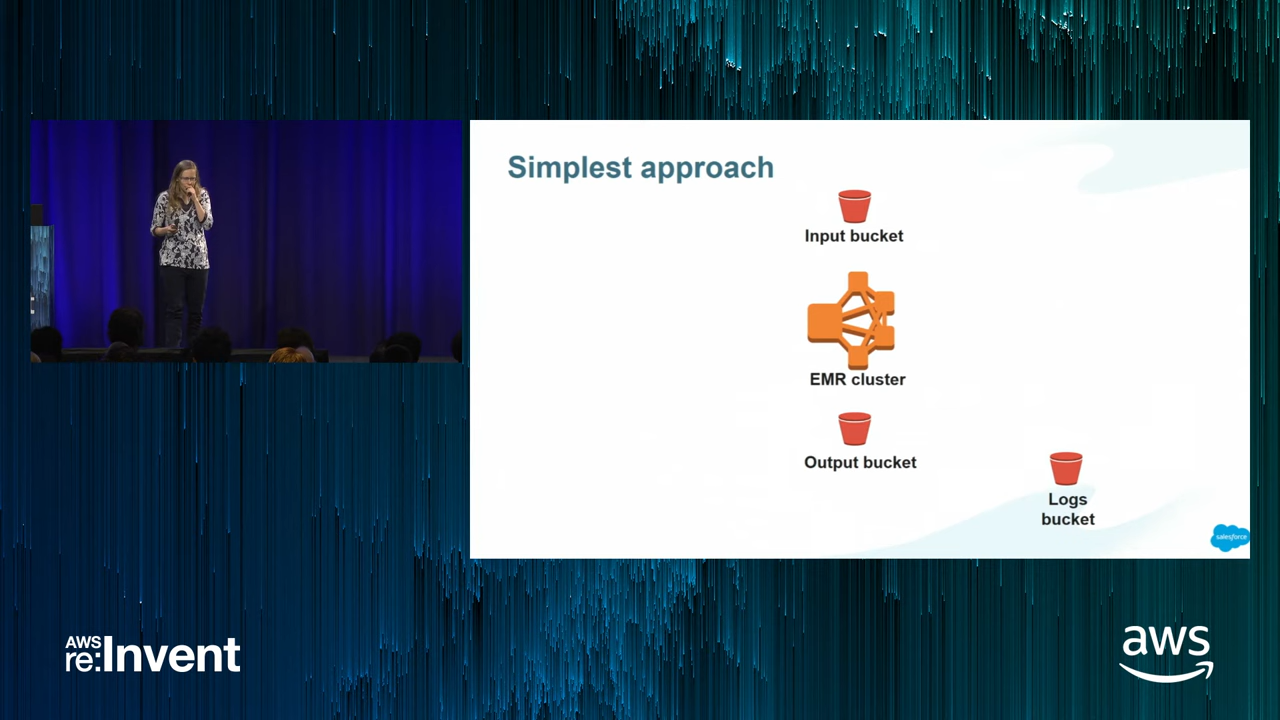 Simplest approach
Input bucket
EMR cluster
Output bucket
Logs
bucket
salesforce
AWS
re:Invent
aws